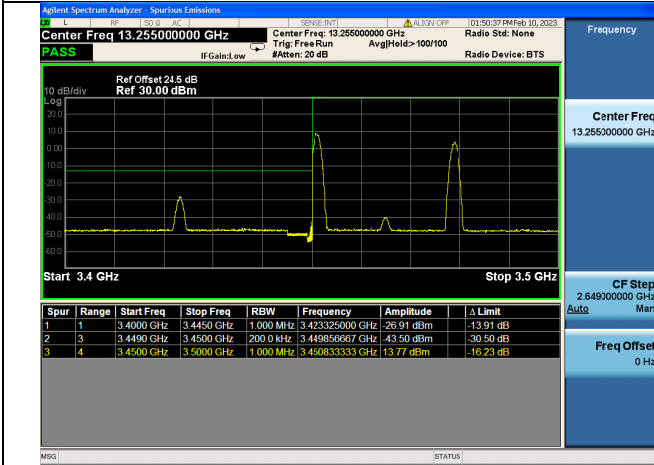 Agilent Spectrum Analyzer - Spurious Emissions
L RF 50 Ω AC SENSE:INT ALIGN OFF 01:50:37 PM Feb 10, 2023
Center Freq 13.255000000 GHz Center Freq: 13.255000000 GHz Radio Std: None
Trig: Free Run Avg|Hold:> 100/100
PASS IFGain:Low #Atten: 20 dB Radio Device: BTS
Frequency
Ref Offset 24.5 dB
10 dB/div Ref 30.00 dBm
Log
20.0
10.0
0.00
-10.0
-20.0
-30.0
-40.0
-50.0
-60.0
Start 3.4 GHz Stop 3.5 GHz
Center Freq
13.255000000 GHz
CF Step
2.649000000 GHz
Auto Man
Freq Offset
0 Hz
Spur Range Start Freq Stop Freq RBW Frequency Amplitude Δ Limit
1 1 3.4000 GHz 3.4450 GHz 1.000 MHz 3.423325000 GHz -26.91 dBm -13.91 dB
2 3 3.4490 GHz 3.4500 GHz 200.0 kHz 3.449856667 GHz -43.50 dBm -30.50 dB
3 4 3.4500 GHz 3.5000 GHz 1.000 MHz 3.450833333 GHz 13.77 dBm -16.23 dB
MSG STATUS